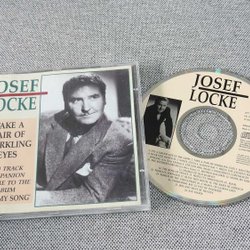 JOSEF
LOCKE
TAKE A
PAIR OF
SPARKLING
EYES
TRACK
COMPANION
TO THE
ALBUM
MY SONG
JOSEF
LOCKE